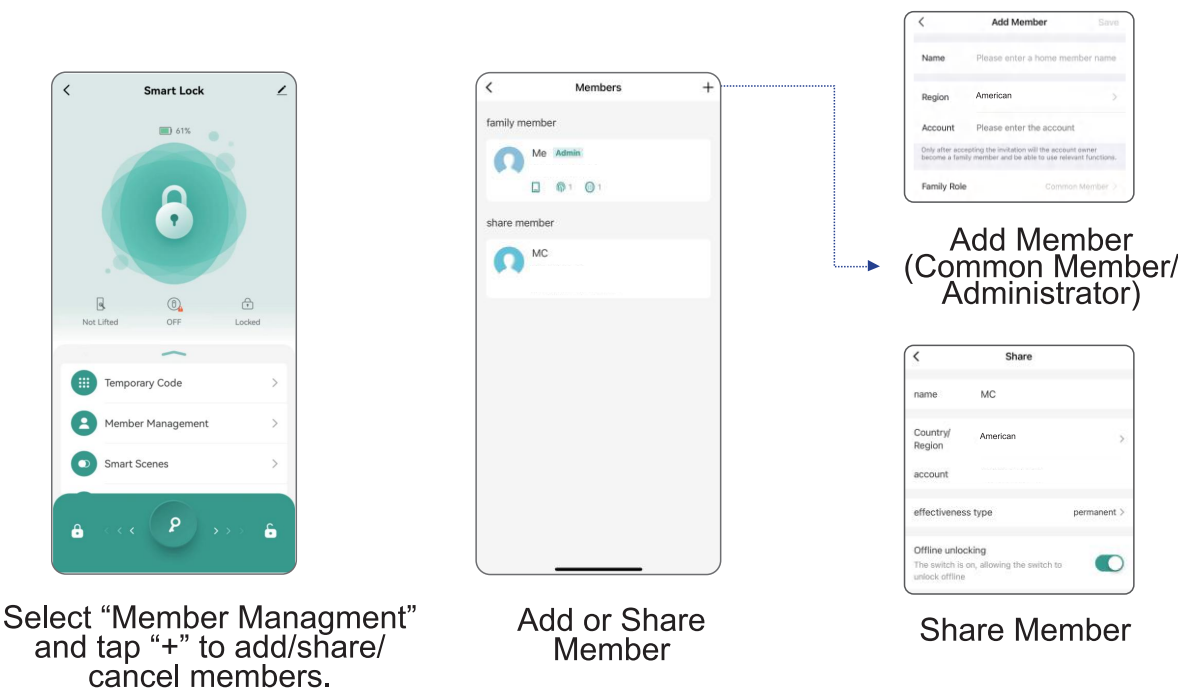 Smart Lock
61%
Not Lifted
OFF
Locked
Temporary Code
Member Management
Smart Scenes
Select “Member Managment”
and tap “+” to add/share/
cancel members.
Members
+
family member
Me Admin
1
1
share member
MC
Add or Share
Member
Add Member
Save
Name Please enter a home member name
Region American
Account Please enter the account
Only after accepting the invitation will the account owner
become a family member and be able to use relevant functions.
Family Role Common Member
Add Member
(Common Member/
Administrator)
Share
name MC
Country/
Region
American
account
effectiveness type permanent
Offline unlocking
The switch is on, allowing the switch to
unlock offline
Share Member